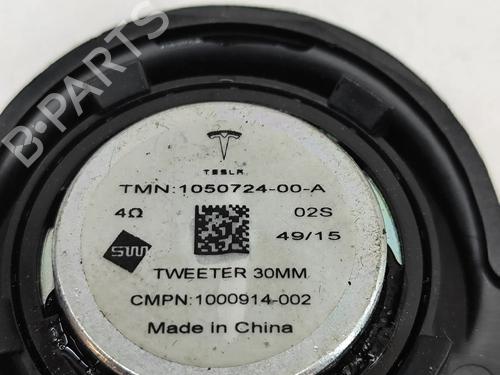 B-PARTS
TESLA
TMN:1050724-00-A
4Ω 02S
SW 49/15
TWEETER 30MM
CMPN:1000914-002
Made in China